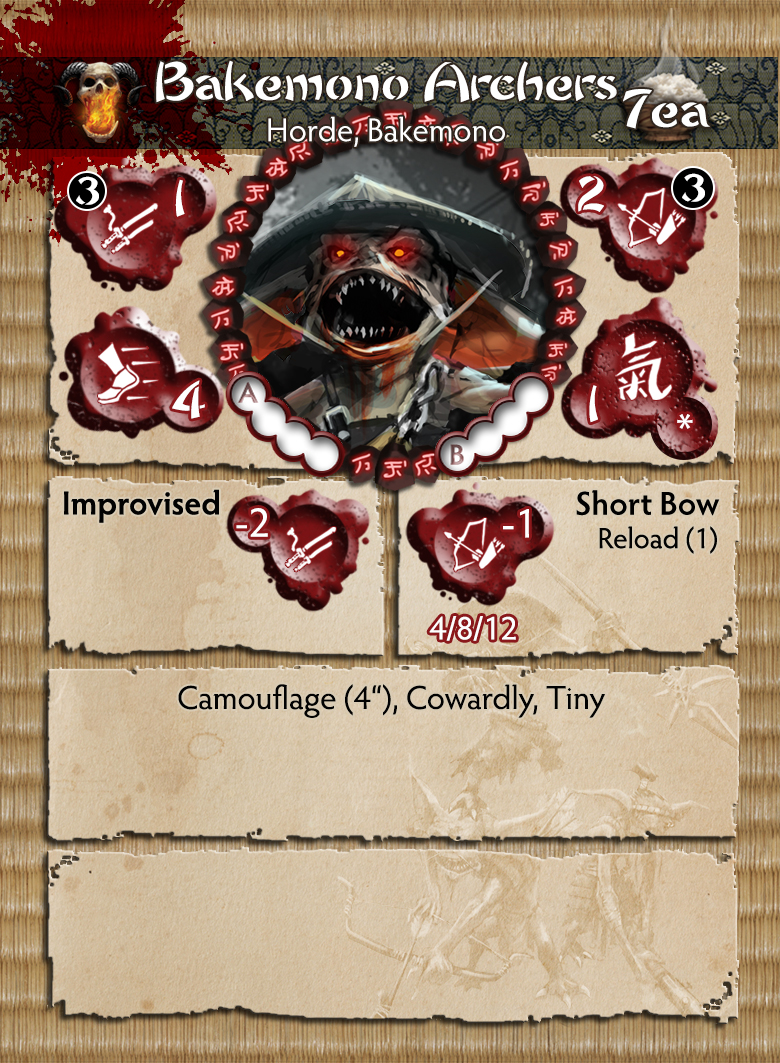 Bakemono Archers
7ea
Horde, Bakemono
3 1
2 3
4
氣
1 *
A
B
Improvised
-2
-1
Short Bow
Reload (1)
4/8/12
Camouflage (4“), Cowardly, Tiny